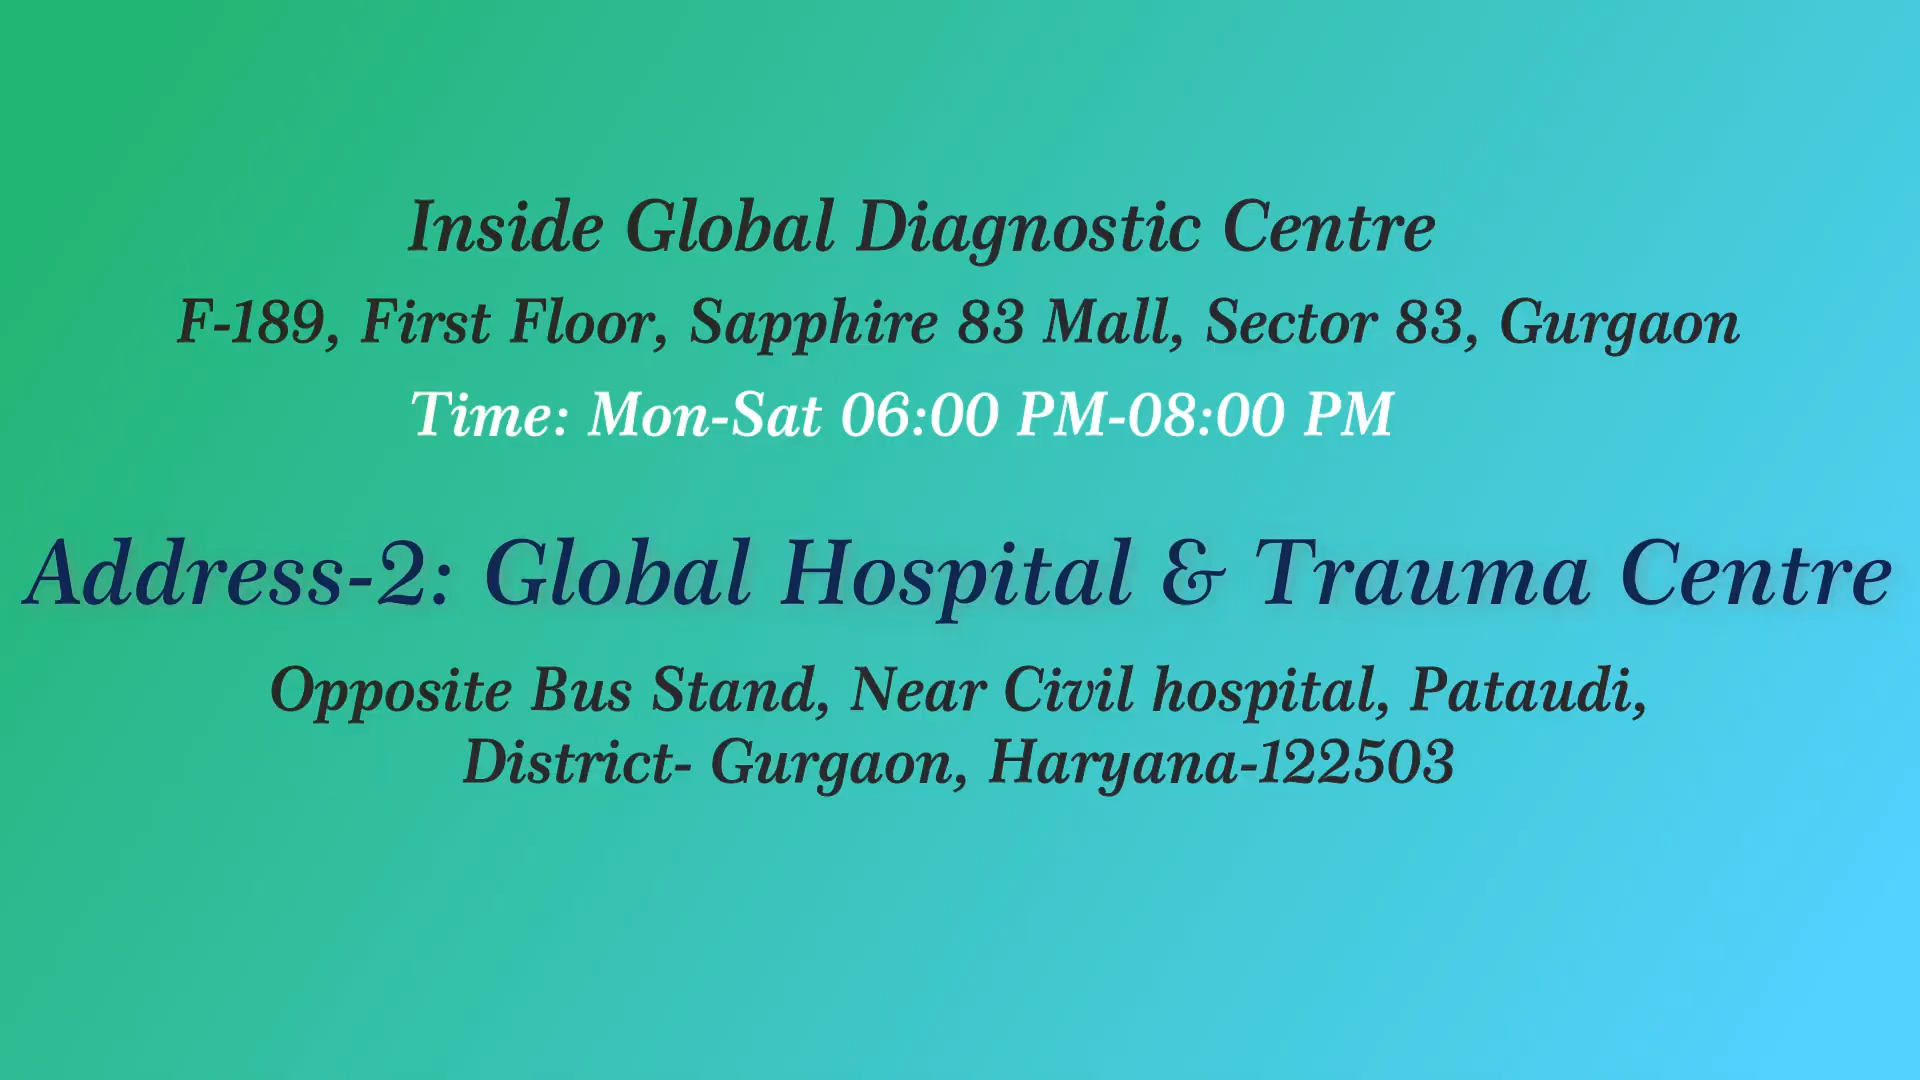 Inside Global Diagnostic Centre
F-189, First Floor, Sapphire 83 Mall, Sector 83, Gurgaon
Time: Mon-Sat 06:00 PM-08:00 PM
Address-2: Global Hospital & Trauma Centre
Opposite Bus Stand, Near Civil hospital, Pataudi,
District- Gurgaon, Haryana-122503